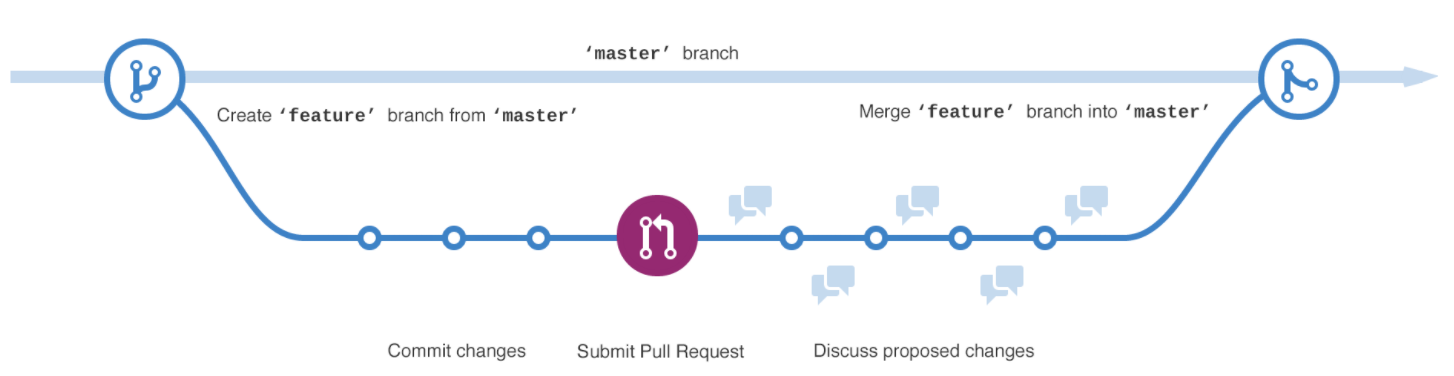 ‘master’ branch
Create ‘feature’ branch from ‘master’
Merge ‘feature’ branch into ‘master’
Commit changes
Submit Pull Request
Discuss proposed changes